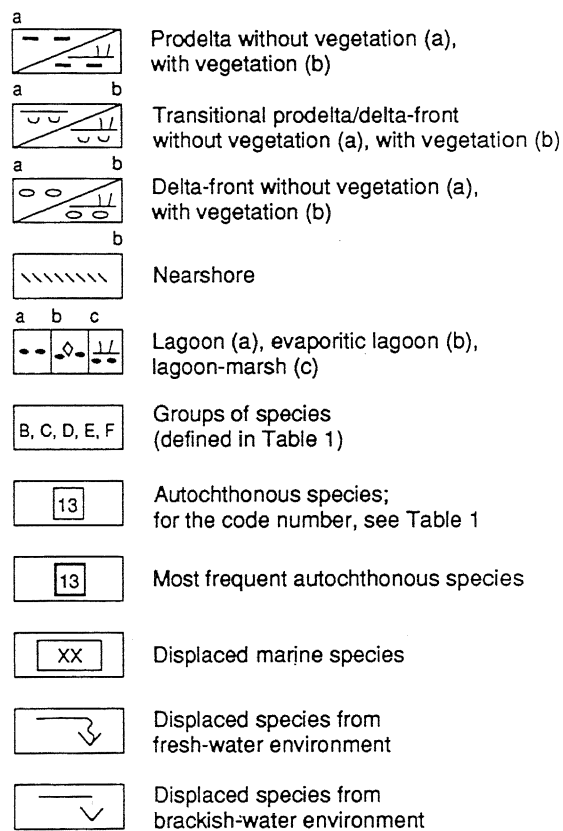 a
Prodelta without vegetation (a),
with vegetation (b)
a b
Transitional prodelta/delta-front
without vegetation (a), with vegetation (b)
a b
Delta-front without vegetation (a),
with vegetation (b)
b
Nearshore
a b c
Lagoon (a), evaporitic lagoon (b),
lagoon-marsh (c)
B, C, D, E, F
Groups of species
(defined in Table 1)
13
Autochthonous species;
for the code number, see Table 1
13
Most frequent autochthonous species
XX
Displaced marine species
Displaced species from
fresh-water environment
Displaced species from
brackish-water environment